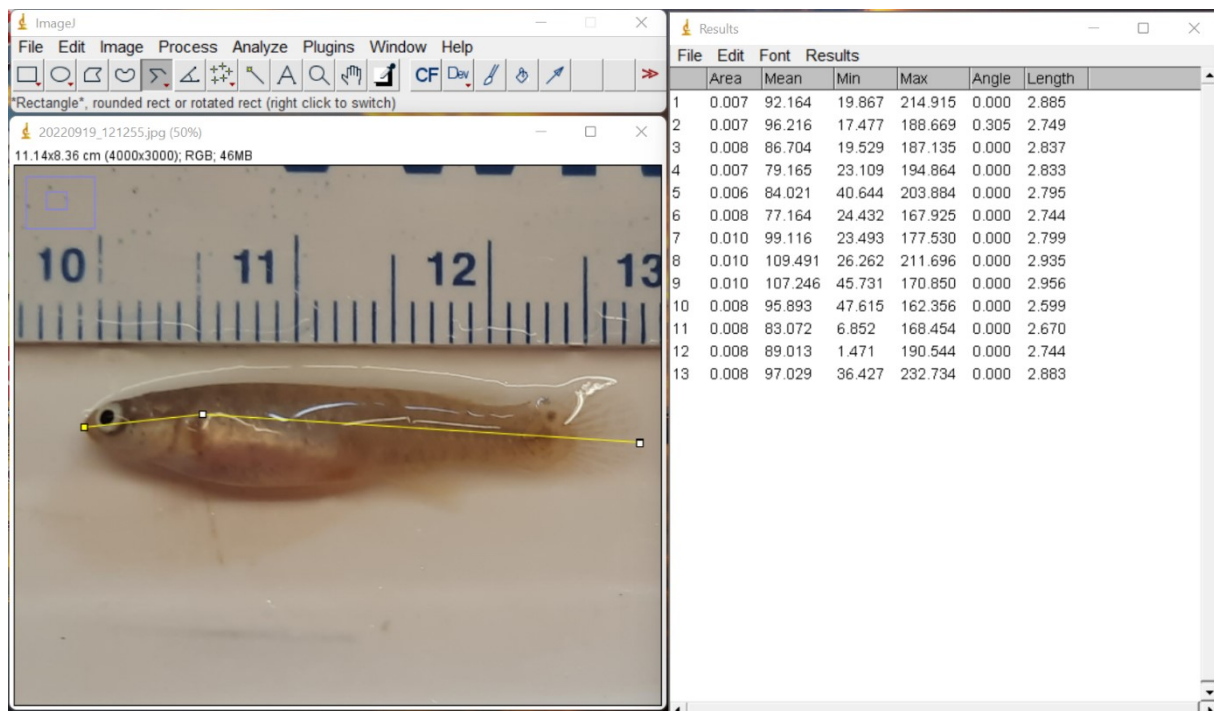 ImageJ
File Edit Image Process Analyze Plugins Window Help
A CF Dev >>
*Rectangle*, rounded rect or rotated rect (right click to switch)
20220919_121255.jpg (50%)
11.14x8.36 cm (4000x3000); RGB; 46MB
10 11 12 13
Results
File Edit Font Results
Area Mean Min Max Angle Length
1 0.007 92.164 19.867 214.915 0.000 2.885
2 0.007 96.216 17.477 188.669 0.305 2.749
3 0.008 86.704 19.529 187.135 0.000 2.837
4 0.007 79.165 23.109 194.864 0.000 2.833
5 0.006 84.021 40.644 203.884 0.000 2.795
6 0.008 77.164 24.432 167.925 0.000 2.744
7 0.010 99.116 23.493 177.530 0.000 2.799
8 0.010 109.491 26.262 211.696 0.000 2.935
9 0.010 107.246 45.731 170.850 0.000 2.956
10 0.008 95.893 47.615 162.356 0.000 2.599
11 0.008 83.072 6.852 168.454 0.000 2.670
12 0.008 89.013 1.471 190.544 0.000 2.744
13 0.008 97.029 36.427 232.734 0.000 2.883